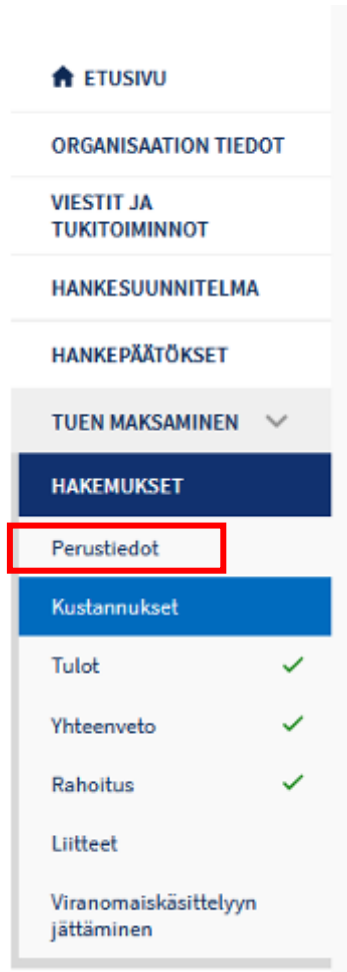 ETUSIVU
ORGANISAATION TIEDOT
VIESTIT JA
TUKITOIMINNOT
HANKESUUNNITELMA
HANKEPÄÄTÖKSET
TUEN MAKSAMINEN
HAKEMUKSET
Perustiedot
Kustannukset
Tulot
Yhteenveto
Rahoitus
Liitteet
Viranomaiskäsittelyyn
jättäminen